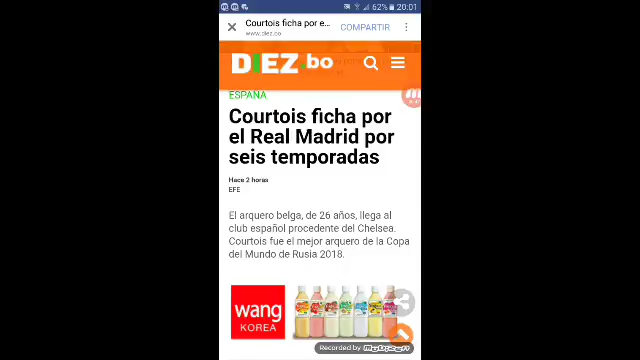 62% 20:01
Courtois ficha por e...
www.diez.bo
COMPARTIR
DIEZ.bo
ESPAÑA
Courtois ficha por
el Real Madrid por
seis temporadas
Hace 2 horas
EFE
El arquero belga, de 26 años, llega al
club español procedente del Chelsea.
Courtois fue el mejor arquero de la Copa
del Mundo de Rusia 2018.
wang
KOREA
Recorded by